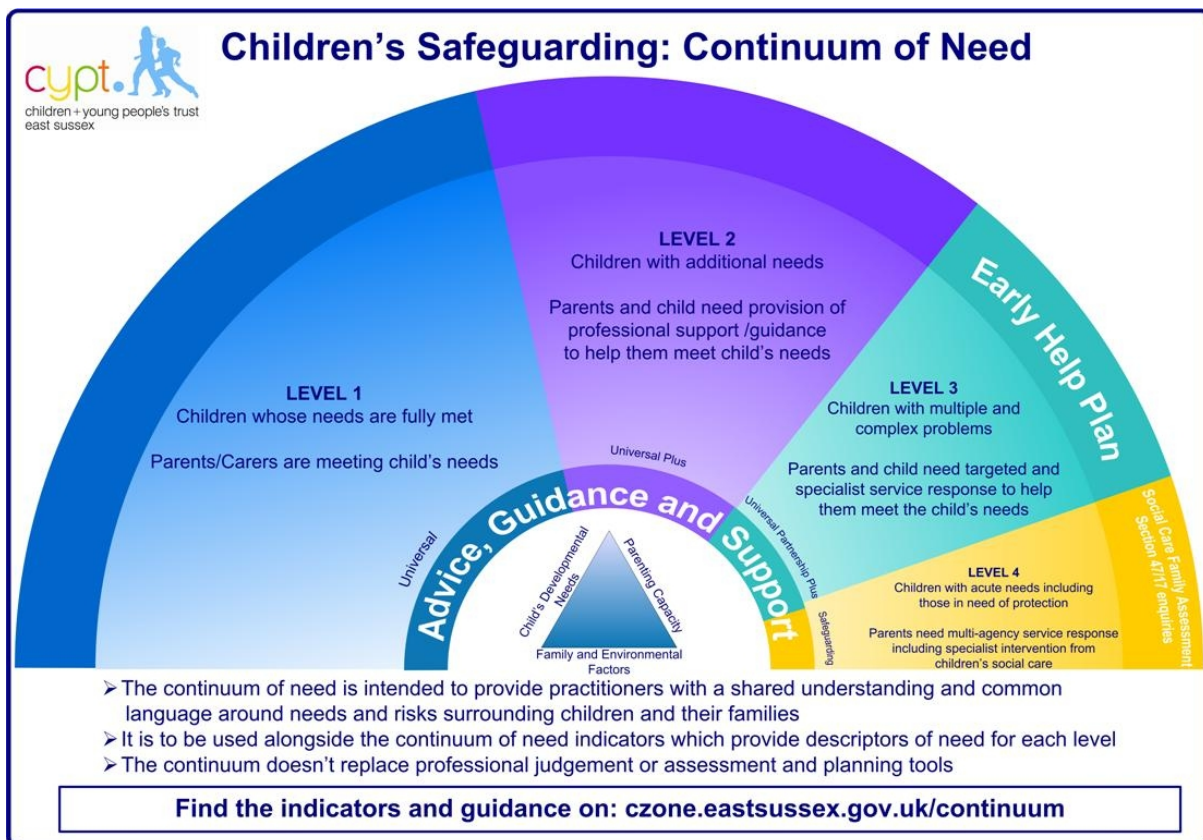 Children's Safeguarding: Continuum of Need
cypt.
children + young people's trust
east sussex
LEVEL 1
Children whose needs are fully met
Parents/Carers are meeting child's needs
LEVEL 2
Children with additional needs
Parents and child need provision of
professional support /guidance
to help them meet child's needs
Early Help Plan
LEVEL 3
Children with multiple and
complex problems
Parents and child need targeted and
specialist service response to help
them meet the child's needs
Social Care Family Assessment
Section 47/17 enquiries
LEVEL 4
Children with acute needs including
those in need of protection
Parents need multi-agency service response
including specialist intervention from
children's social care
Universal
Universal Plus
Universal Partnership Plus
Safeguarding
Advice, Guidance and Support
Child's Developmental
Needs
Parenting Capacity
Family and Environmental
Factors
➢ The continuum of need is intended to provide practitioners with a shared understanding and common
language around needs and risks surrounding children and their families
➢ It is to be used alongside the continuum of need indicators which provide descriptors of need for each level
➢ The continuum doesn't replace professional judgement or assessment and planning tools
Find the indicators and guidance on: czone.eastsussex.gov.uk/continuum